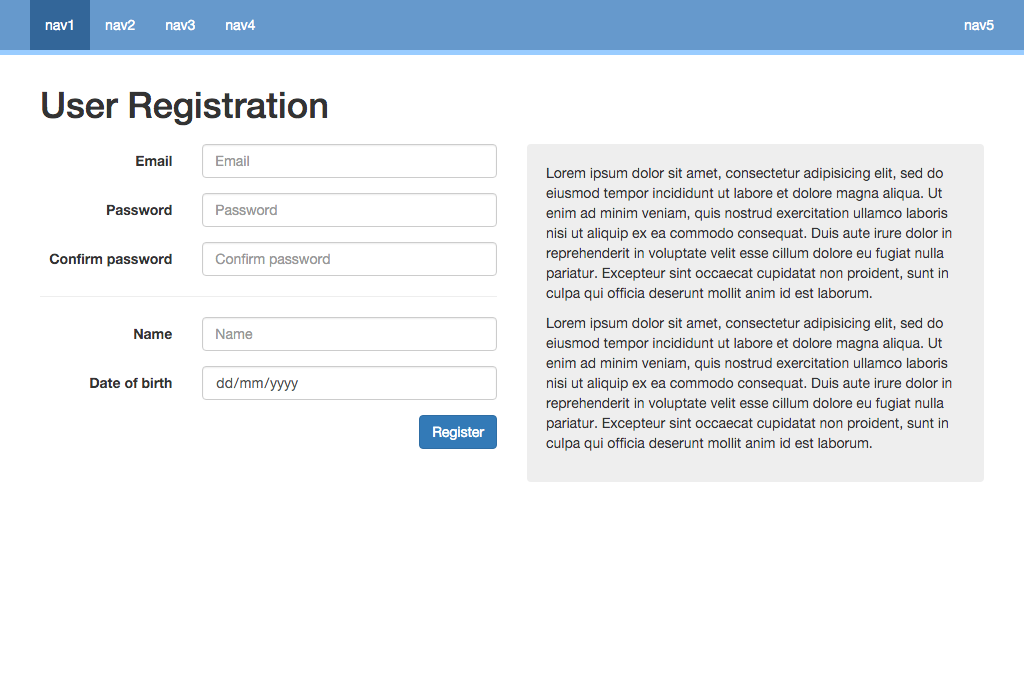 nav1 nav2 nav3 nav4 nav5
User Registration
Email Email
Password Password
Confirm password Confirm password
Name Name
Date of birth dd/mm/yyyy
Register
Lorem ipsum dolor sit amet, consectetur adipisicing elit, sed do
eiusmod tempor incididunt ut labore et dolore magna aliqua. Ut
enim ad minim veniam, quis nostrud exercitation ullamco laboris
nisi ut aliquip ex ea commodo consequat. Duis aute irure dolor in
reprehenderit in voluptate velit esse cillum dolore eu fugiat nulla
pariatur. Excepteur sint occaecat cupidatat non proident, sunt in
culpa qui officia deserunt mollit anim id est laborum.
Lorem ipsum dolor sit amet, consectetur adipisicing elit, sed do
eiusmod tempor incididunt ut labore et dolore magna aliqua. Ut
enim ad minim veniam, quis nostrud exercitation ullamco laboris
nisi ut aliquip ex ea commodo consequat. Duis aute irure dolor in
reprehenderit in voluptate velit esse cillum dolore eu fugiat nulla
pariatur. Excepteur sint occaecat cupidatat non proident, sunt in
culpa qui officia deserunt mollit anim id est laborum.